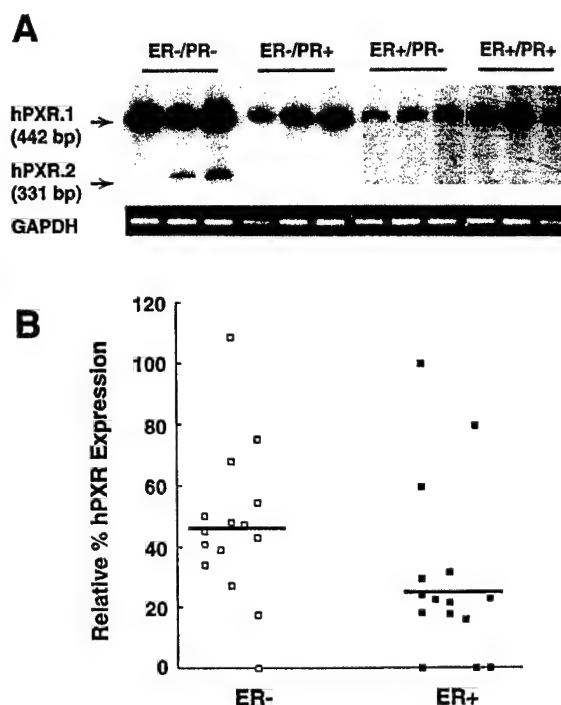 A
ER-/PR- ER-/PR+ ER+/PR- ER+/PR+
hPXR.1
(442 bp)
hPXR.2
(331 bp)
GAPDH
B
Relative % hPXR Expression
120
100
80
60
40
20
0
ER- ER+